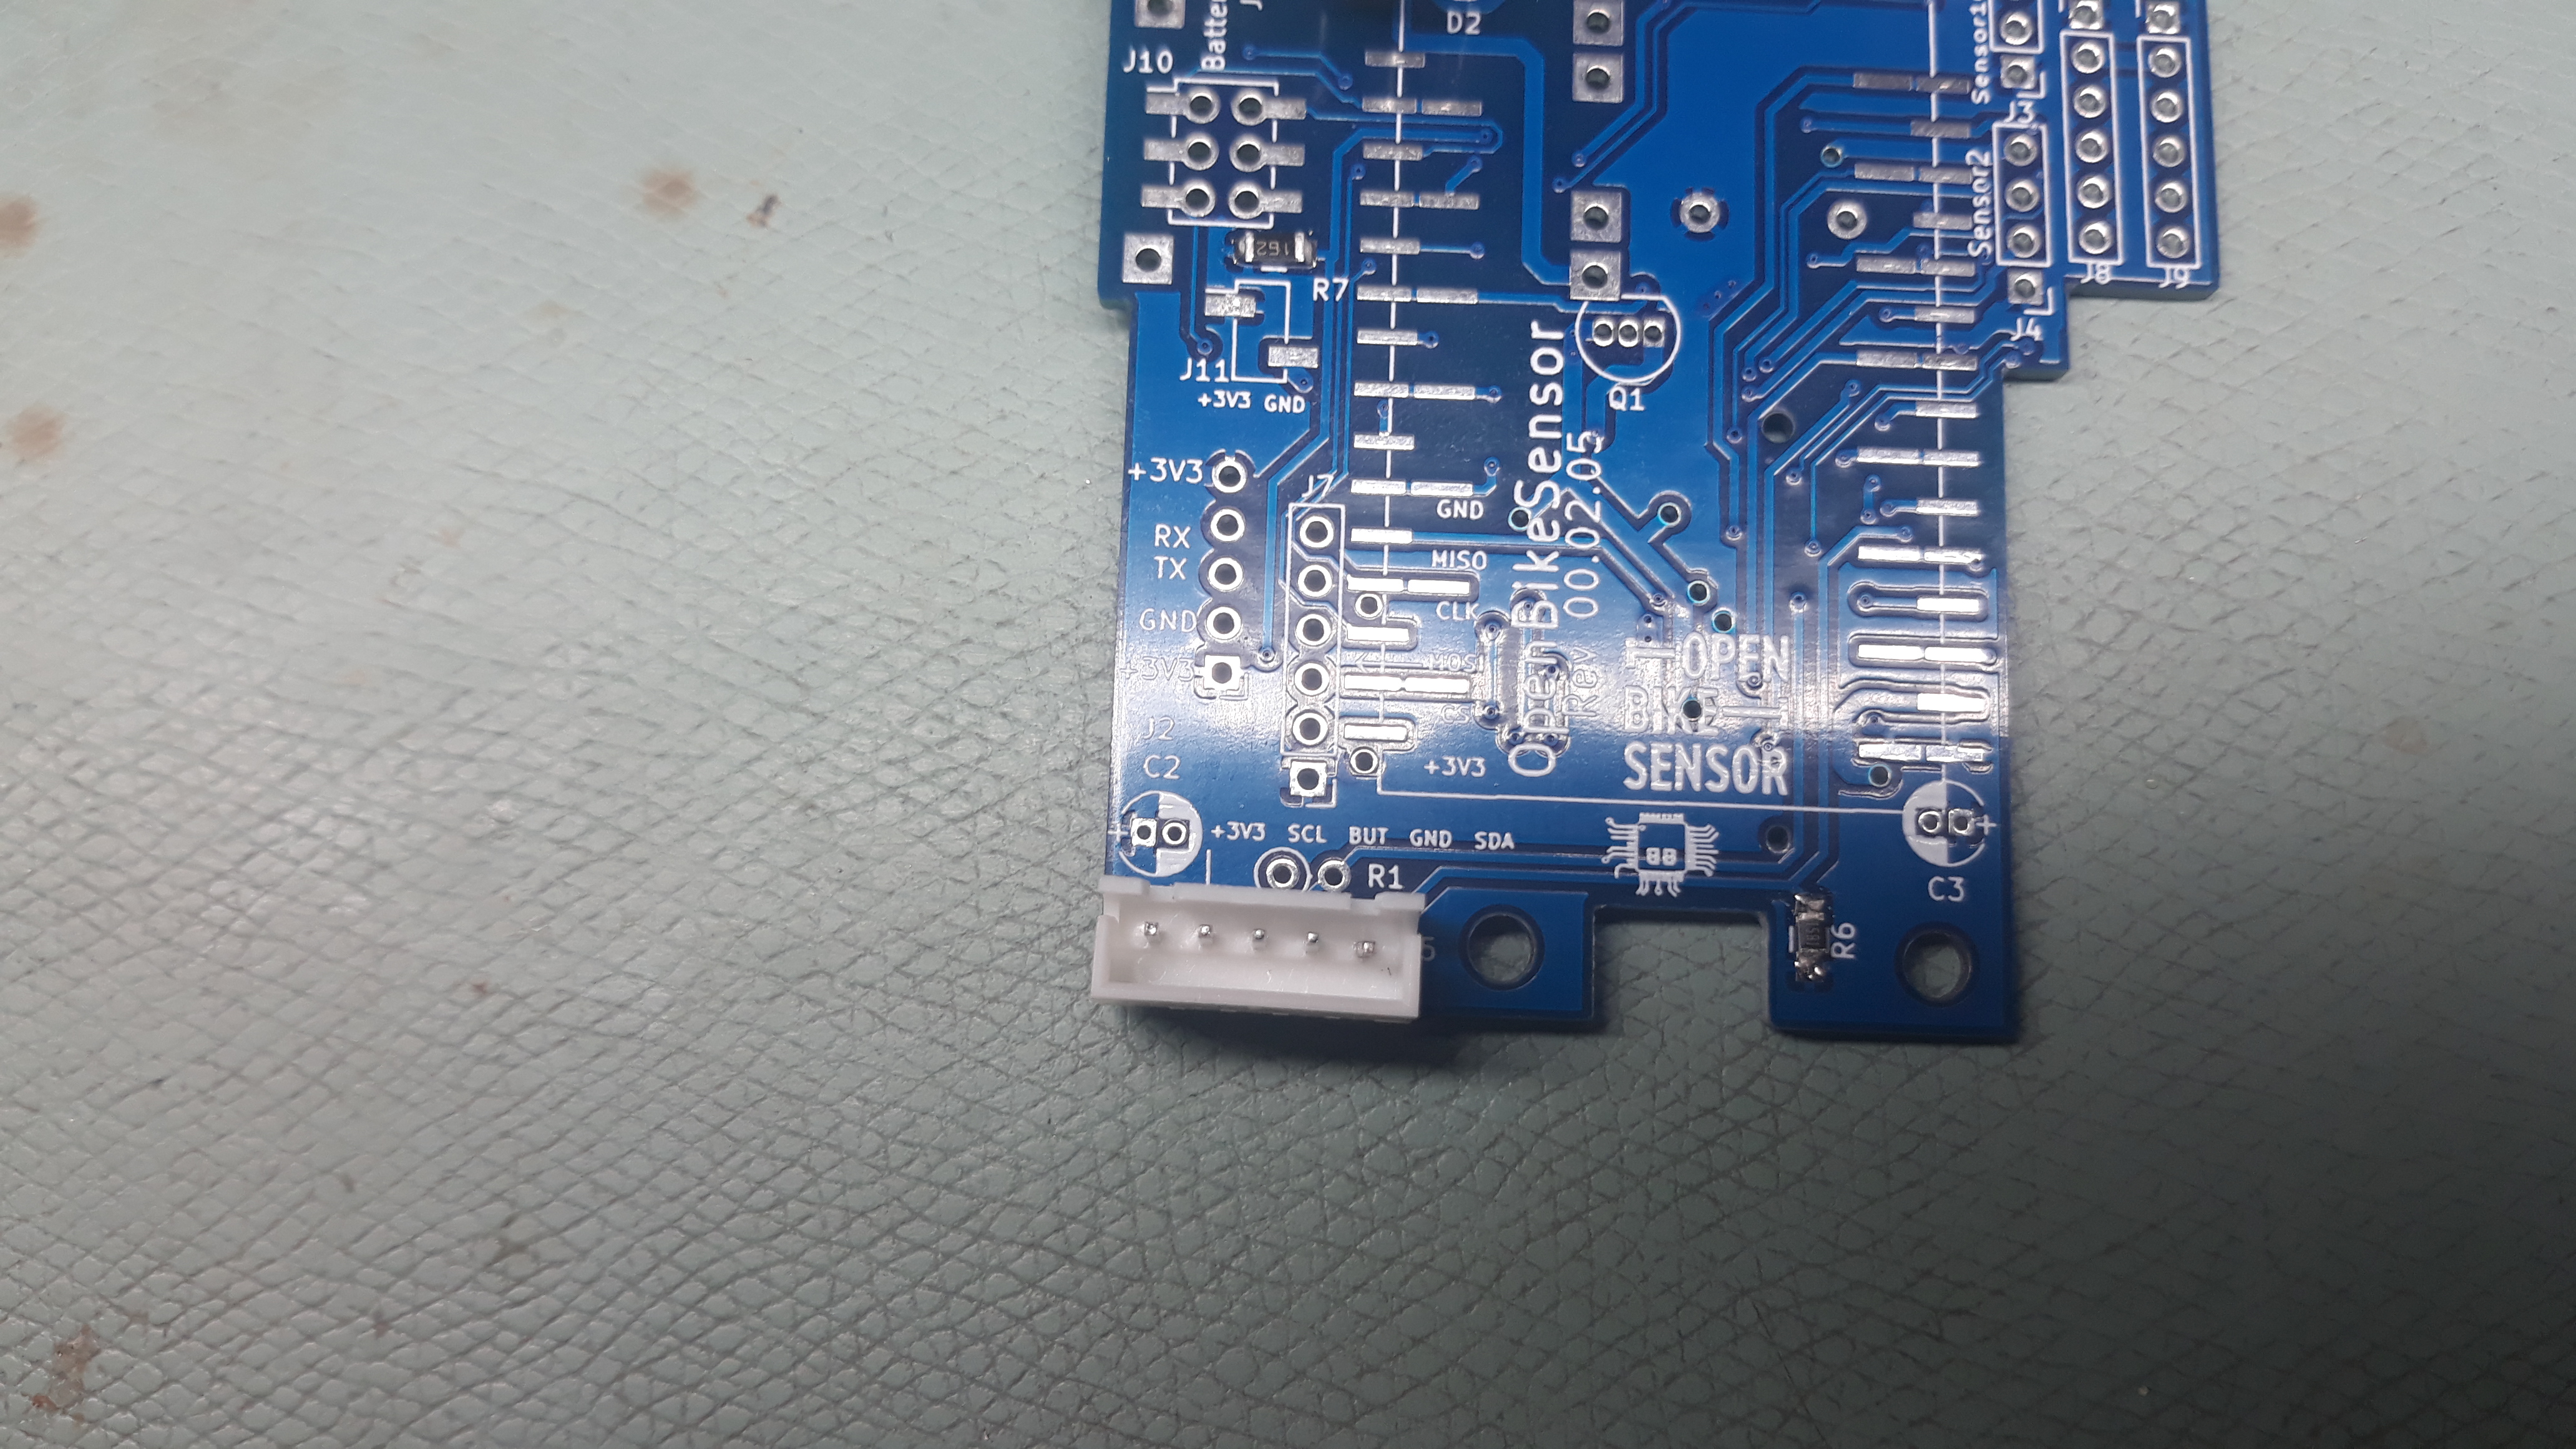 D2
J10
Batter
Sensor1
J3
Sensor2
J8
J9
J4
R7
J11
+3V3 GND
Q1
OpenBikeSensor
Rev 00.02.05
+3V3
RX
TX
GND
+3V3
J2
C2
J7
GND
MISO
CLK
MOSI
CS
+3V3
OPEN
BIKE
SENSOR
+3V3 SCL BUT GND SDA
+
R1
+
C3
R6
5